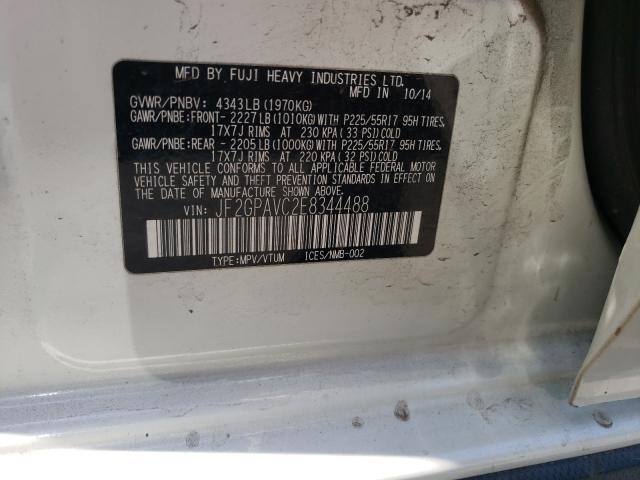 MFD BY FUJI HEAVY INDUSTRIES LTD.
MFD IN 10/14
GVWR/PNBV: 4343LB (1970KG)
GAWR/PNBE:FRONT- 2227LB (1010KG) WITH P225/55R17 95H TIRES,
17X7J RIMS AT 230 KPA (33 PSI) COLD
GAWR/PNBE:REAR - 2205LB (1000KG) WITH P225/55R17 95H TIRES,
17X7J RIMS AT 220 KPA (32 PSI) COLD
THIS VEHICLE CONFORMS TO ALL APPLICABLE FEDERAL MOTOR
VEHICLE SAFETY STANDARDS IN EFFECT ON THE DATE
OF MANUFACTURE SHOWN ABOVE.
VIN: JF2GPAVC2E8344488
TYPE:MPV/VTUM ICES/NMB-002